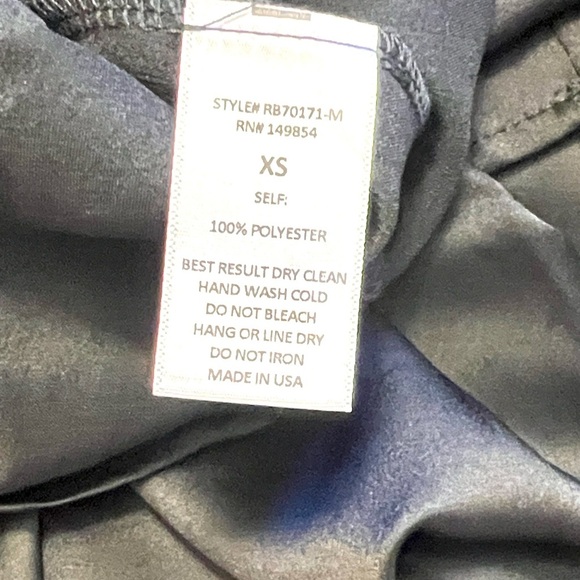 STYLE# RB70171-M
RN# 149854
XS
SELF:
100% POLYESTER
BEST RESULT DRY CLEAN
HAND WASH COLD
DO NOT BLEACH
HANG OR LINE DRY
DO NOT IRON
MADE IN USA